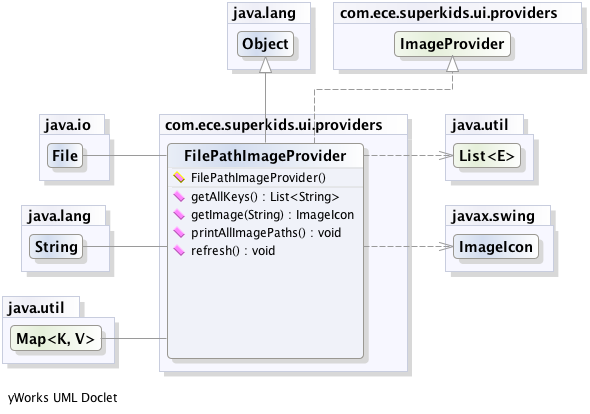 java.lang
Object
com.ece.superkids.ui.providers
ImageProvider
java.io
File
com.ece.superkids.ui.providers
FilePathImageProvider
FilePathImageProvider()
getAllKeys() : List<String>
getImage(String) : ImageIcon
printAllImagePaths() : void
refresh() : void
java.util
List<E>
java.lang
String
javax.swing
ImageIcon
java.util
Map<K, V>
yWorks UML Doclet